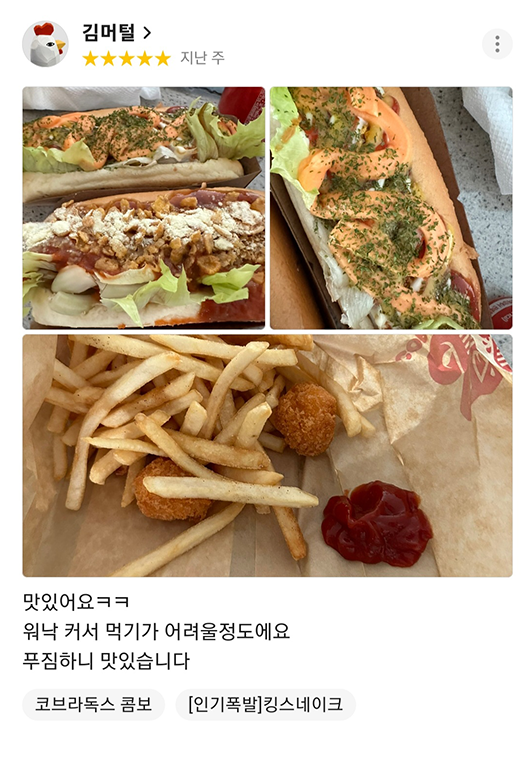 김머털
지난 주
맛있어요ㅋㅋ
워낙 커서 먹기가 어려울정도에요
푸짐하니 맛있습니다
코브라독스 콤보
[인기폭발]킹스네이크